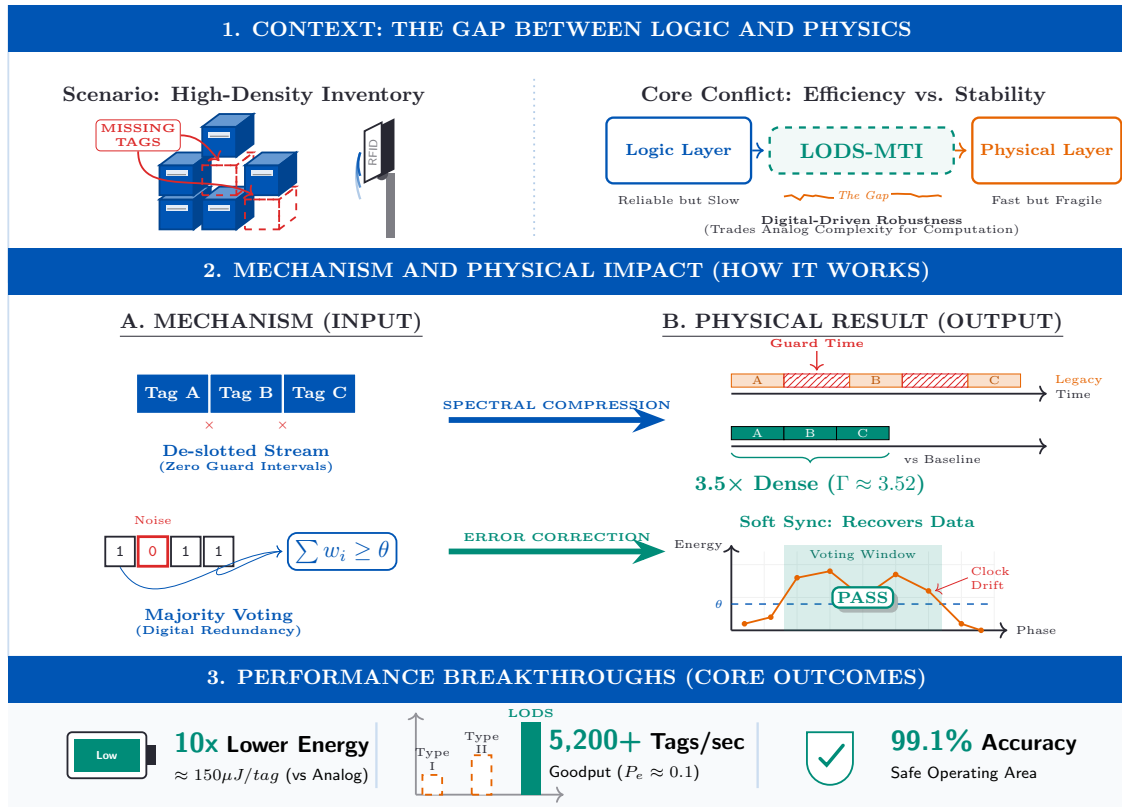 1. CONTEXT: THE GAP BETWEEN LOGIC AND PHYSICS
Scenario: High-Density Inventory
MISSING
TAGS
RFID
Core Conflict: Efficiency vs. Stability
Logic Layer
LODS-MTI
Physical Layer
Reliable but Slow
The Gap
Fast but Fragile
Digital-Driven Robustness
(Trades Analog Complexity for Computation)
2. MECHANISM AND PHYSICAL IMPACT (HOW IT WORKS)
A. MECHANISM (INPUT)
Tag A Tag B Tag C
× ×
De-slotted Stream
(Zero Guard Intervals)
SPECTRAL COMPRESSION
B. PHYSICAL RESULT (OUTPUT)
Guard Time
A B C
Legacy
Time
A B C
vs Baseline
3.5× Dense (Γ ≈ 3.52)
Noise
1 0 1 1
∑ w_i ≥ θ
Majority Voting
(Digital Redundancy)
ERROR CORRECTION
Soft Sync: Recovers Data
Energy
Voting Window
Clock
Drift
PASS
θ
Phase
3. PERFORMANCE BREAKTHROUGHS (CORE OUTCOMES)
Low
10x Lower Energy
≈ 150μJ/tag (vs Analog)
Type
I
Type
II
LODS
5,200+ Tags/sec
Goodput (P_e ≈ 0.1)
99.1% Accuracy
Safe Operating Area